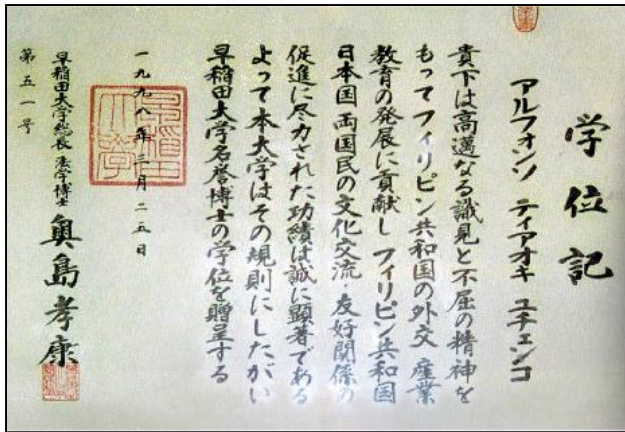 学位記
アルフォンソ ティアオキ ユチェンコ
貴下は高邁なる識見と不屈の精神を
もってフィリピン共和国の外交 産業
教育の発展に貢献し フィリピン共和国
日本国 両国民の文化交流・友好関係の
促進に尽力された功績は誠に顕著である
よって本大学はその規則にしたがい
早稲田大学名誉博士の学位を贈呈する
一九九八年三月二五日
早稲田大学総長 法学博士 奥島孝康
第五一号